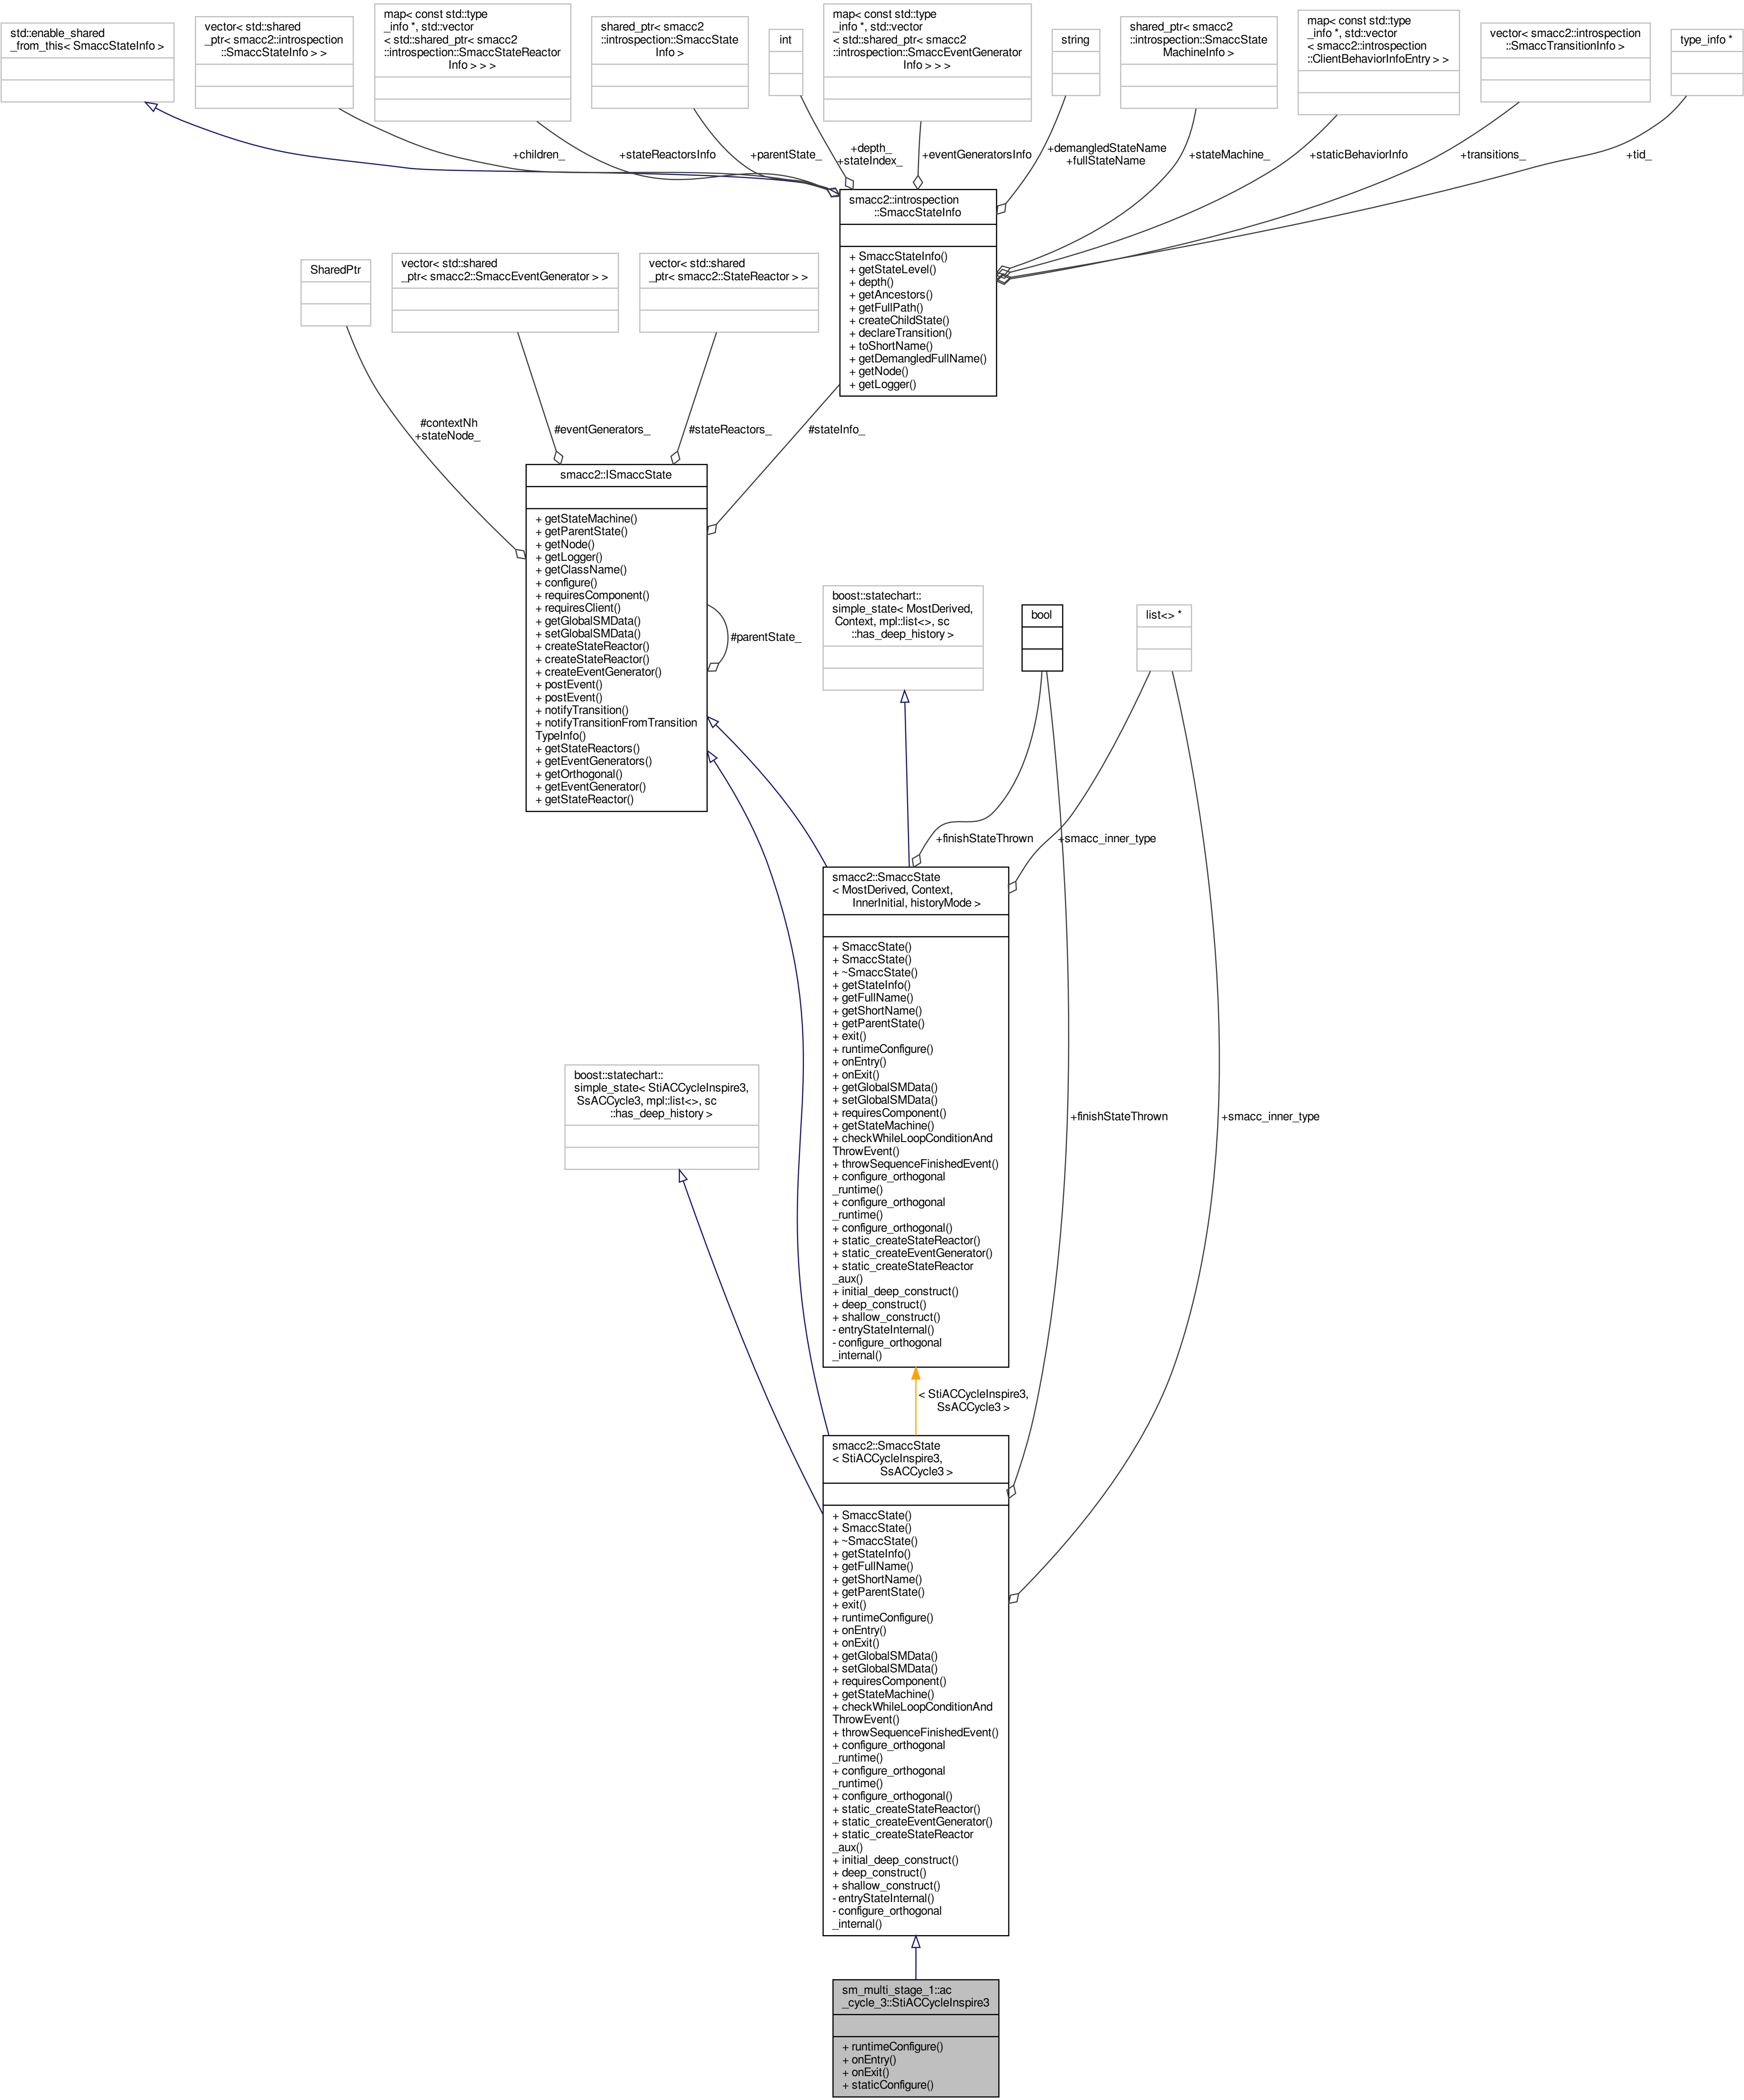 std::enable_shared
_from_this< SmaccStateInfo >
vector< std::shared
_ptr< smacc2::introspection
::SmaccStateInfo > >
map< const std::type
_info *, std::vector
< std::shared_ptr< smacc2
::introspection::SmaccStateReactor
Info > > >
shared_ptr< smacc2
::introspection::SmaccState
Info >
int
map< const std::type
_info *, std::vector
< std::shared_ptr< smacc2
::introspection::SmaccEventGenerator
Info > > >
string
shared_ptr< smacc2
::introspection::SmaccState
MachineInfo >
map< const std::type
_info *, std::vector
< smacc2::introspection
::ClientBehaviorInfoEntry > >
vector< smacc2::introspection
::SmaccTransitionInfo >
type_info *
+children_
+stateReactorsInfo
+parentState_
+depth_
+stateIndex_
+eventGeneratorsInfo
+demangledStateName
+fullStateName
+stateMachine_
+staticBehaviorInfo
+transitions_
+tid_
smacc2::introspection
::SmaccStateInfo
+ SmaccStateInfo()
+ getStateLevel()
+ depth()
+ getAncestors()
+ getFullPath()
+ createChildState()
+ declareTransition()
+ toShortName()
+ getDemangledFullName()
+ getNode()
+ getLogger()
SharedPtr
vector< std::shared
_ptr< smacc2::SmaccEventGenerator > >
vector< std::shared
_ptr< smacc2::StateReactor > >
#contextNh
+stateNode_
#eventGenerators_
#stateReactors_
#stateInfo_
smacc2::ISmaccState
+ getStateMachine()
+ getParentState()
+ getNode()
+ getLogger()
+ getClassName()
+ configure()
+ requiresComponent()
+ requiresClient()
+ getGlobalSMData()
+ setGlobalSMData()
+ createStateReactor()
+ createStateReactor()
+ createEventGenerator()
+ postEvent()
+ postEvent()
+ notifyTransition()
+ notifyTransitionFromTransition
TypeInfo()
+ getStateReactors()
+ getEventGenerators()
+ getOrthogonal()
+ getEventGenerator()
+ getStateReactor()
#parentState_
boost::statechart::
simple_state< MostDerived,
Context, mpl::list<>, sc
::has_deep_history >
bool
list<> *
+finishStateThrown
+smacc_inner_type
smacc2::SmaccState
< MostDerived, Context,
InnerInitial, historyMode >
+ SmaccState()
+ SmaccState()
+ ~SmaccState()
+ getStateInfo()
+ getFullName()
+ getShortName()
+ getParentState()
+ exit()
+ runtimeConfigure()
+ onEntry()
+ onExit()
+ getGlobalSMData()
+ setGlobalSMData()
+ requiresComponent()
+ getStateMachine()
+ checkWhileLoopConditionAnd
ThrowEvent()
+ throwSequenceFinishedEvent()
+ configure_orthogonal
_runtime()
+ configure_orthogonal
_runtime()
+ configure_orthogonal()
+ static_createStateReactor()
+ static_createEventGenerator()
+ static_createStateReactor
_aux()
+ initial_deep_construct()
+ deep_construct()
+ shallow_construct()
- entryStateInternal()
- configure_orthogonal
_internal()
boost::statechart::
simple_state< StiACCycleInspire3,
SsACCycle3, mpl::list<>, sc
::has_deep_history >
+finishStateThrown
+smacc_inner_type
< StiACCycleInspire3,
SsACCycle3 >
smacc2::SmaccState
< StiACCycleInspire3,
SsACCycle3 >
+ SmaccState()
+ SmaccState()
+ ~SmaccState()
+ getStateInfo()
+ getFullName()
+ getShortName()
+ getParentState()
+ exit()
+ runtimeConfigure()
+ onEntry()
+ onExit()
+ getGlobalSMData()
+ setGlobalSMData()
+ requiresComponent()
+ getStateMachine()
+ checkWhileLoopConditionAnd
ThrowEvent()
+ throwSequenceFinishedEvent()
+ configure_orthogonal
_runtime()
+ configure_orthogonal
_runtime()
+ configure_orthogonal()
+ static_createStateReactor()
+ static_createEventGenerator()
+ static_createStateReactor
_aux()
+ initial_deep_construct()
+ deep_construct()
+ shallow_construct()
- entryStateInternal()
- configure_orthogonal
_internal()
sm_multi_stage_1::ac
_cycle_3::StiACCycleInspire3
+ runtimeConfigure()
+ onEntry()
+ onExit()
+ staticConfigure()